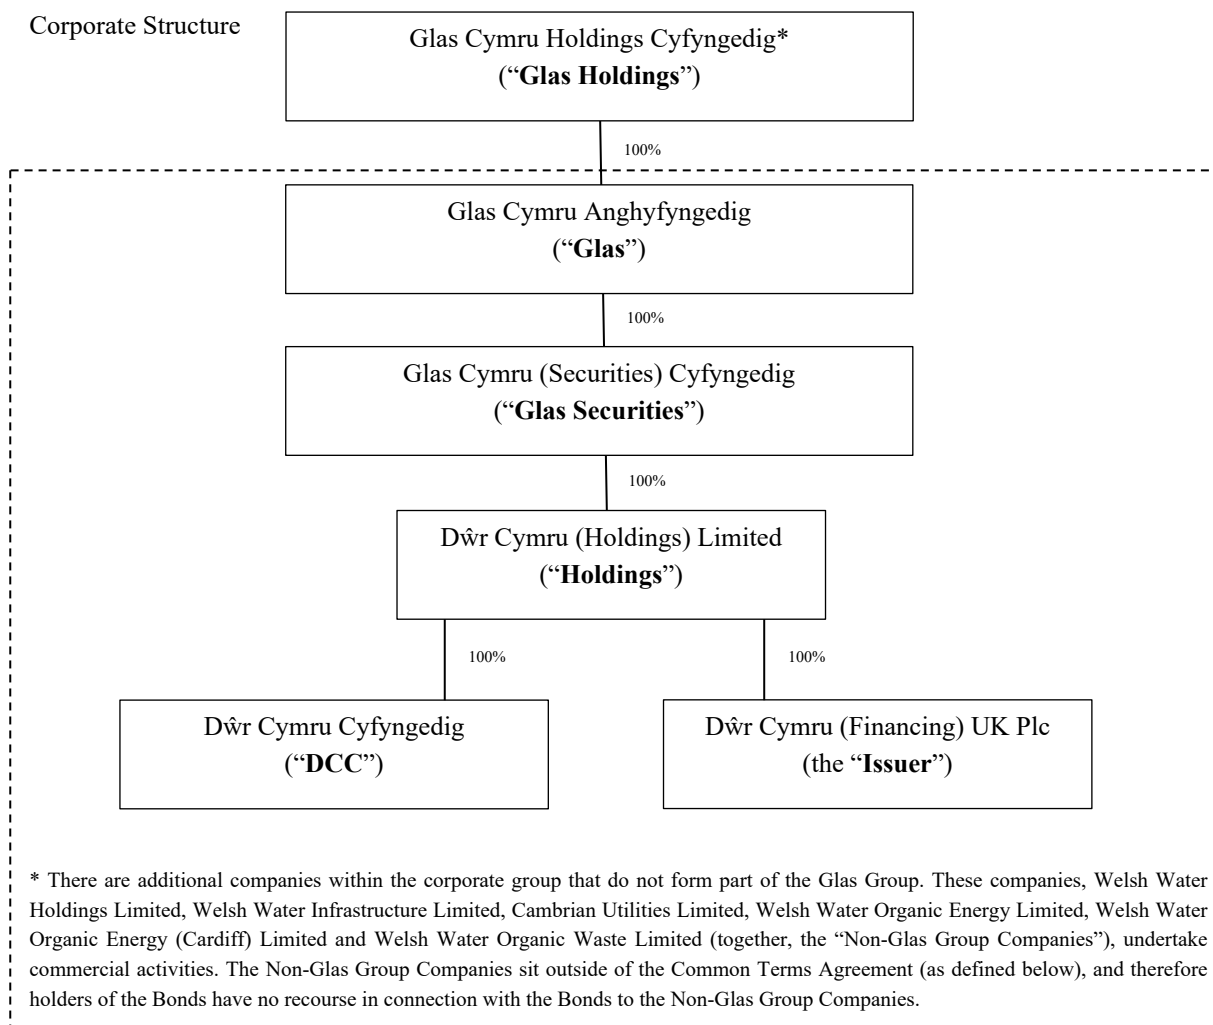 Corporate Structure
Glas Cymru Holdings Cyfyngedig*
(“Glas Holdings”)
100%
Glas Cymru Anghyfyngedig
(“Glas”)
100%
Glas Cymru (Securities) Cyfyngedig
(“Glas Securities”)
100%
Dŵr Cymru (Holdings) Limited
(“Holdings”)
100%
100%
Dŵr Cymru Cyfyngedig
(“DCC”)
Dŵr Cymru (Financing) UK Plc
(the “Issuer”)
* There are additional companies within the corporate group that do not form part of the Glas Group. These companies, Welsh Water
Holdings Limited, Welsh Water Infrastructure Limited, Cambrian Utilities Limited, Welsh Water Organic Energy Limited, Welsh Water
Organic Energy (Cardiff) Limited and Welsh Water Organic Waste Limited (together, the “Non-Glas Group Companies”), undertake
commercial activities. The Non-Glas Group Companies sit outside of the Common Terms Agreement (as defined below), and therefore
holders of the Bonds have no recourse in connection with the Bonds to the Non-Glas Group Companies.